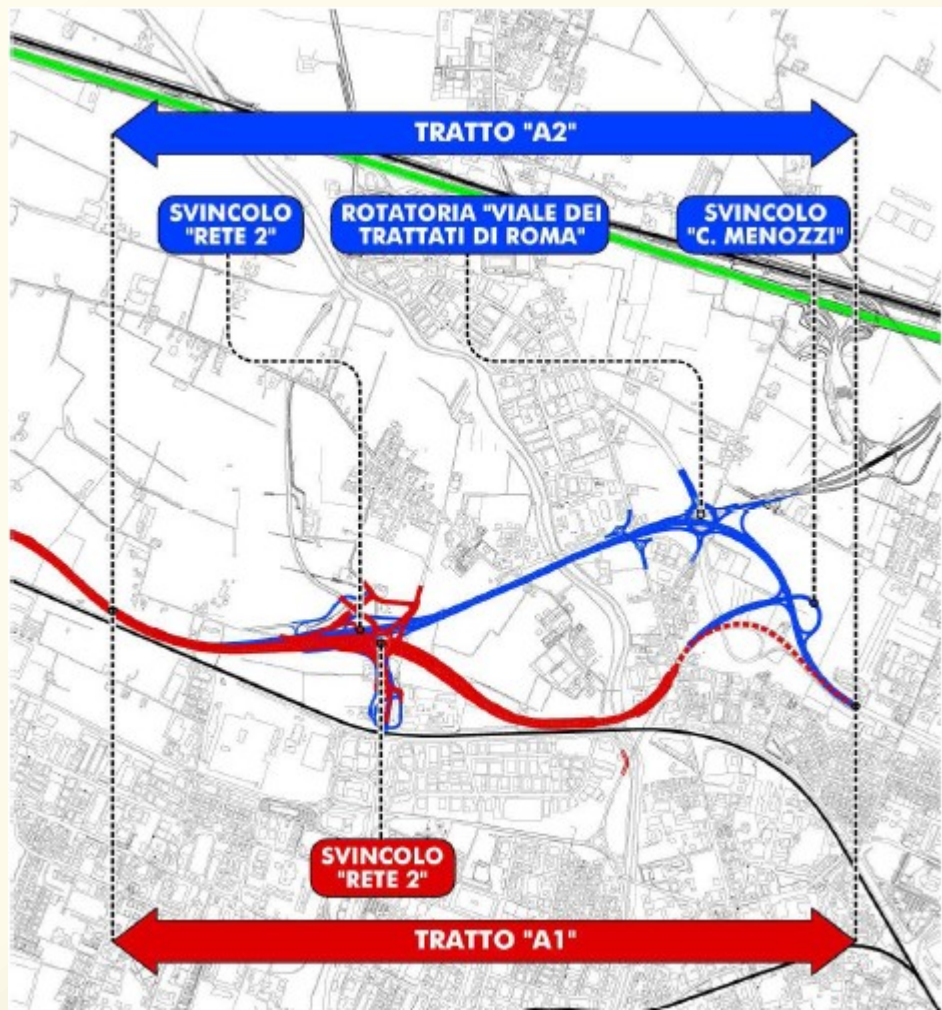 TRATTO "A2"
SVINCOLO
"RETE 2"
ROTATORIA "VIALE DEI
TRATTATI DI ROMA"
SVINCOLO
"C. MENOZZI"
SVINCOLO
"RETE 2"
TRATTO "A1"